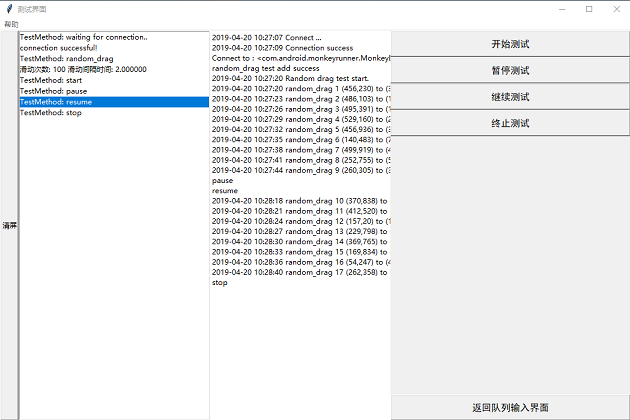 测试界面
帮助
清屏
TestMethod: waiting for connection..
connection successful!
TestMethod: random_drag
滑动次数: 100 滑动间隔时间: 2.000000
TestMethod: start
TestMethod: pause
TestMethod: resume
TestMethod: stop
2019-04-20 10:27:07 Connect ...
2019-04-20 10:27:09 Connection success
Connect to : <com.android.monkeyrunner.Monkey
random_drag test add success
2019-04-20 10:27:20 Random drag test start.
2019-04-20 10:27:20 random_drag 1 (456,230) to (3
2019-04-20 10:27:23 random_drag 2 (486,103) to (1
2019-04-20 10:27:26 random_drag 3 (495,391) to (1
2019-04-20 10:27:29 random_drag 4 (529,160) to (2
2019-04-20 10:27:32 random_drag 5 (456,936) to (3
2019-04-20 10:27:35 random_drag 6 (140,483) to (7
2019-04-20 10:27:38 random_drag 7 (499,919) to (4
2019-04-20 10:27:41 random_drag 8 (252,755) to (5
2019-04-20 10:27:44 random_drag 9 (260,305) to (3
pause
resume
2019-04-20 10:28:18 random_drag 10 (370,838) to
2019-04-20 10:28:21 random_drag 11 (412,520) to
2019-04-20 10:28:24 random_drag 12 (157,20) to (1
2019-04-20 10:28:27 random_drag 13 (229,798) to
2019-04-20 10:28:30 random_drag 14 (369,765) to
2019-04-20 10:28:33 random_drag 15 (169,834) to
2019-04-20 10:28:36 random_drag 16 (54,247) to (4
2019-04-20 10:28:40 random_drag 17 (262,358) to
stop
开始测试
暂停测试
继续测试
终止测试
返回队列输入界面